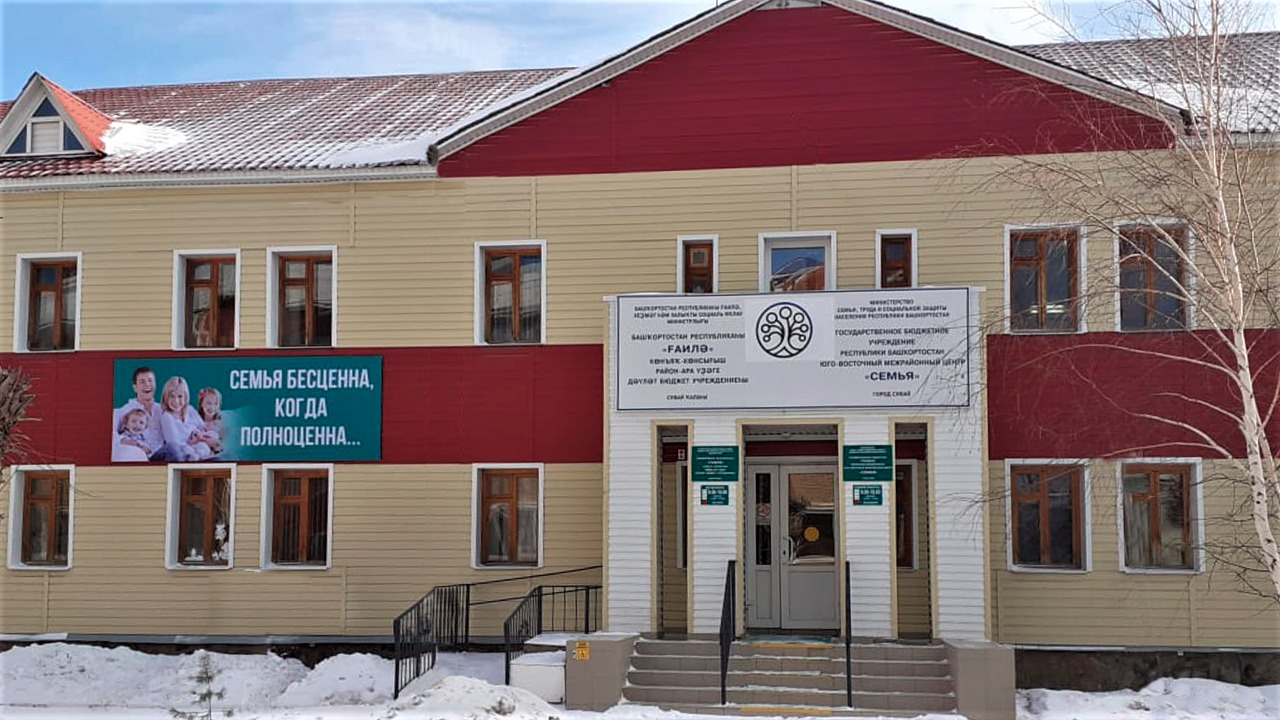 СЕМЬЯ БЕСЦЕННА,
КОГДА
ПОЛНОЦЕННА...
БАШҠОРТОСТАН РЕСПУБЛИКАҺЫ ҒАИЛӘ,
ХЕҘМӘТ ҺӘМ ХАЛЫҠТЫ СОЦИАЛЬ ЯҠЛАУ
МИНИСТРЛЫҒЫ
БАШҠОРТОСТАН РЕСПУБЛИКАҺЫ
«ҒАИЛӘ»
КӨНЬЯҠ-КӨНСЫҒЫШ
РАЙОН-АРА ҮҘӘГЕ
ДӘҮЛӘТ БЮДЖЕТ УЧРЕЖДЕНИЕҺЫ
СИБАЙ ҠАЛАҺЫ
МИНИСТЕРСТВО
СЕМЬИ, ТРУДА И СОЦИАЛЬНОЙ ЗАЩИТЫ
НАСЕЛЕНИЯ РЕСПУБЛИКИ БАШКОРТОСТАН
ГОСУДАРСТВЕННОЕ БЮДЖЕТНОЕ
УЧРЕЖДЕНИЕ
РЕСПУБЛИКИ БАШКОРТОСТАН
ЮГО-ВОСТОЧНЫЙ МЕЖРАЙОННЫЙ ЦЕНТР
«СЕМЬЯ»
ГОРОД СИБАЙ